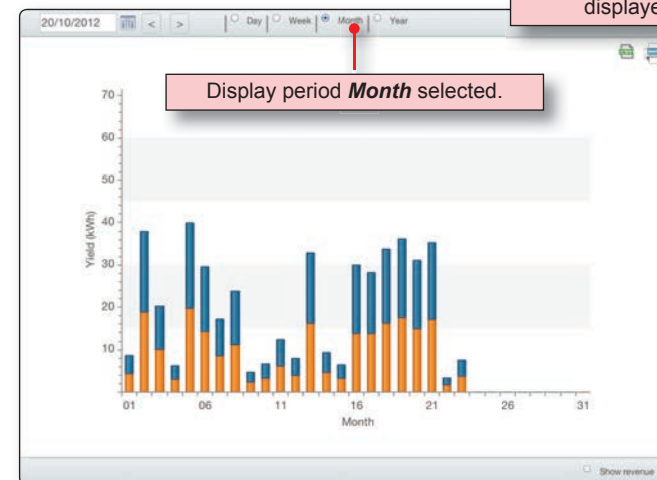 displaye
20/10/2012 < > Day Week Month Year
Display period Month selected.
70
60
50
40
30
20
10
Yield (kWh)
01 06 11 16 21 26 31
Month
Show revenue